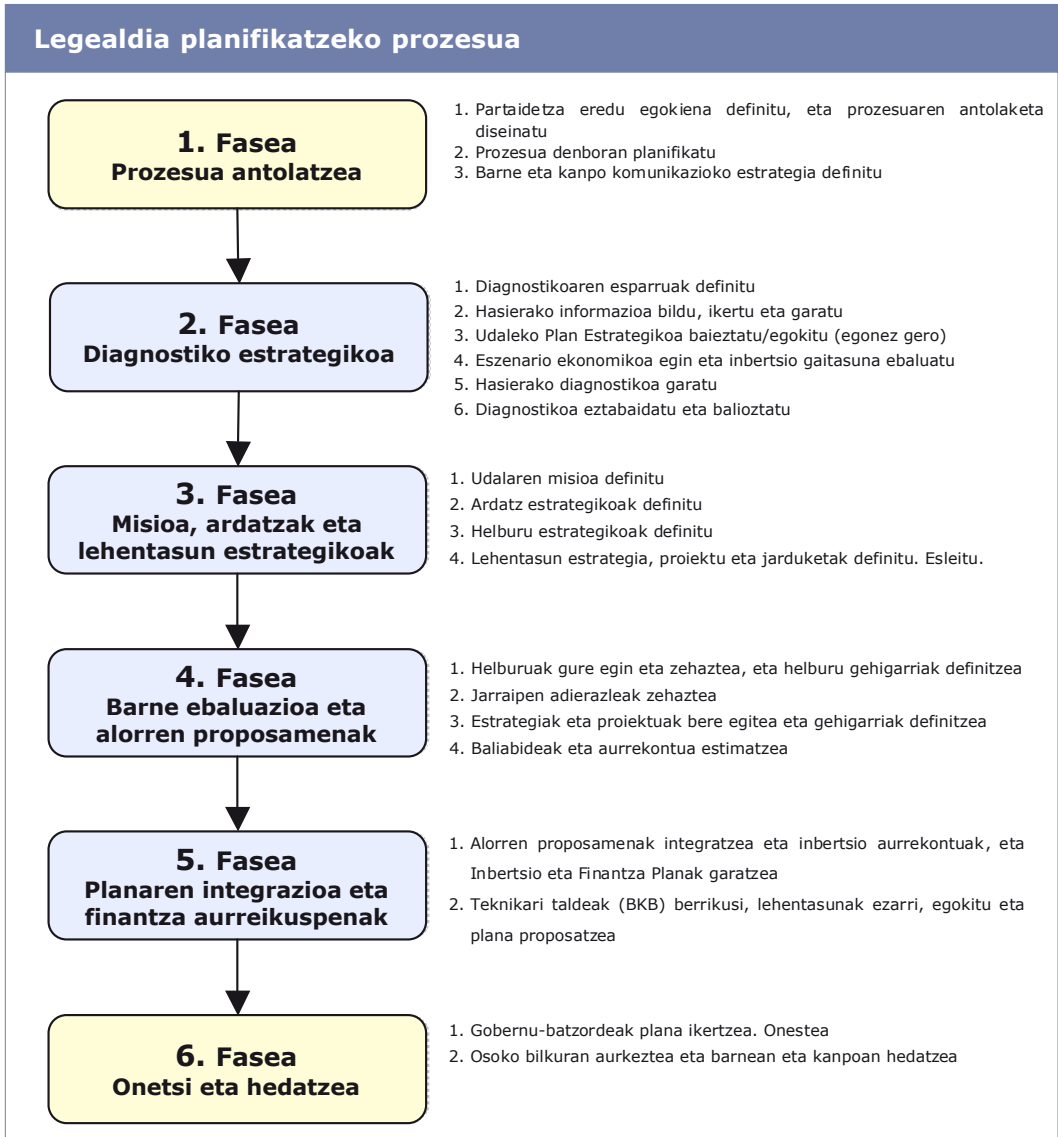 Legealdia planifikatzeko prozesua
1. Fasea
Prozesua antolatzea
1. Partaidetza eredu egokiena definitu, eta prozesuaren antolaketa
diseinatu
2. Prozesua denboran planifikatu
3. Barne eta kanpo komunikazioko estrategia definitu
2. Fasea
Diagnostiko estrategikoa
1. Diagnostikoaren esparruak definitu
2. Hasierako informazioa bildu, ikertu eta garatu
3. Udaleko Plan Estrategikoa baieztatu/egokitu (egonez gero)
4. Eszenario ekonomikoa egin eta inbertsio gaitasuna ebaluatu
5. Hasierako diagnostikoa garatu
6. Diagnostikoa eztabaidatu eta balioztatu
3. Fasea
Misioa, ardatzak eta
lehentasun estrategikoak
1. Udalaren misioa definitu
2. Ardatz estrategikoak definitu
3. Helburu estrategikoak definitu
4. Lehentasun estrategia, proiektu eta jarduketak definitu. Esleitu.
4. Fasea
Barne ebaluazioa eta
alorren proposamenak
1. Helburuak gure egin eta zehaztea, eta helburu gehigarriak definitzea
2. Jarraipen adierazleak zehaztea
3. Estrategiak eta proiektuak bere egitea eta gehigarriak definitzea
4. Baliabideak eta aurrekontua estimatzea
5. Fasea
Planaren integrazioa eta
finantza aurreikuspenak
1. Alorren proposamenak integratzea eta inbertsio aurrekontuak, eta
Inbertsio eta Finantza Planak garatzea
2. Teknikari taldeak (BKB) berrikusi, lehentasunak ezarri, egokitu eta
plana proposatzea
6. Fasea
Onetsi eta hedatzea
1. Gobernu-batzordeak plana ikertzea. Onestea
2. Osoko bilkuran aurkeztea eta barnean eta kanpoan hedatzea